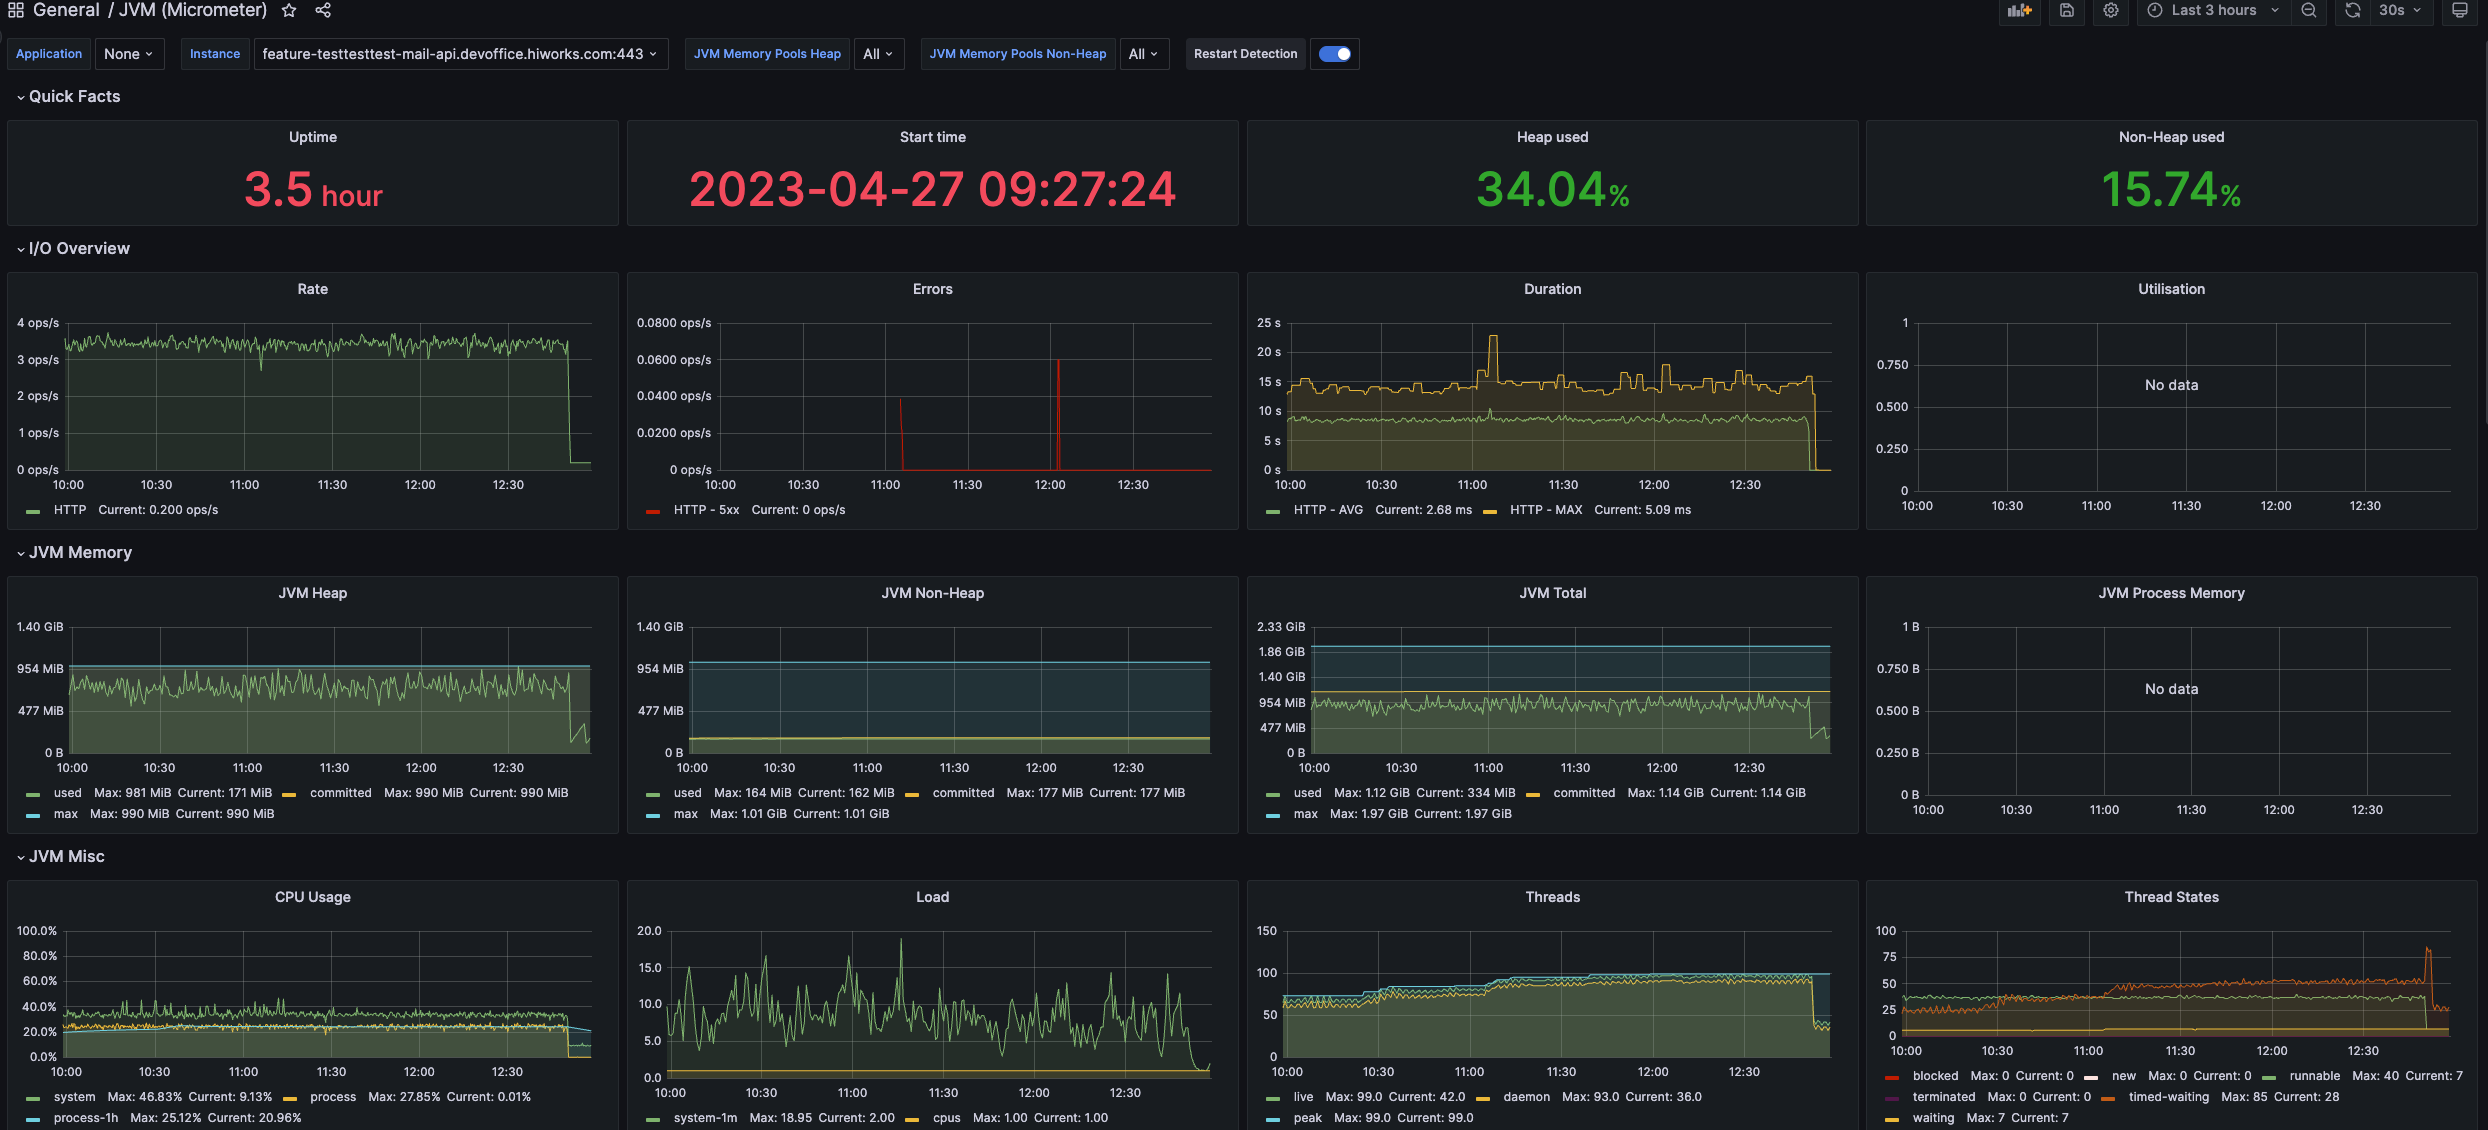 General / JVM (Micrometer)
Last 3 hours
30s
Application None Instance feature-testtesttest-mail-api.devoffice.hiworks.com:443 JVM Memory Pools Heap All JVM Memory Pools Non-Heap All Restart Detection
Quick Facts
Uptime
3.5 hour
Start time
2023-04-27 09:27:24
Heap used
34.04%
Non-Heap used
15.74%
I/O Overview
Rate
4 ops/s
3 ops/s
2 ops/s
1 ops/s
0 ops/s
10:00 10:30 11:00 11:30 12:00 12:30
HTTP Current: 0.200 ops/s
Errors
0.0800 ops/s
0.0600 ops/s
0.0400 ops/s
0.0200 ops/s
0 ops/s
10:00 10:30 11:00 11:30 12:00 12:30
HTTP - 5xx Current: 0 ops/s
Duration
25 s
20 s
15 s
10 s
5 s
0 s
10:00 10:30 11:00 11:30 12:00 12:30
HTTP - AVG Current: 2.68 ms HTTP - MAX Current: 5.09 ms
Utilisation
1
0.750
0.500
0.250
0
No data
10:00 10:30 11:00 11:30 12:00 12:30
JVM Memory
JVM Heap
1.40 GiB
954 MiB
477 MiB
0 B
10:00 10:30 11:00 11:30 12:00 12:30
used Max: 981 MiB Current: 171 MiB committed Max: 990 MiB Current: 990 MiB
max Max: 990 MiB Current: 990 MiB
JVM Non-Heap
1.40 GiB
954 MiB
477 MiB
0 B
10:00 10:30 11:00 11:30 12:00 12:30
used Max: 164 MiB Current: 162 MiB committed Max: 177 MiB Current: 177 MiB
max Max: 1.01 GiB Current: 1.01 GiB
JVM Total
2.33 GiB
1.86 GiB
1.40 GiB
954 MiB
477 MiB
0 B
10:00 10:30 11:00 11:30 12:00 12:30
used Max: 1.12 GiB Current: 334 MiB committed Max: 1.14 GiB Current: 1.14 GiB
max Max: 1.97 GiB Current: 1.97 GiB
JVM Process Memory
1 B
0.750 B
0.500 B
0.250 B
0 B
No data
10:00 10:30 11:00 11:30 12:00 12:30
JVM Misc
CPU Usage
100.0%
80.0%
60.0%
40.0%
20.0%
0.0%
10:00 10:30 11:00 11:30 12:00 12:30
system Max: 46.83% Current: 9.13% process Max: 27.85% Current: 0.01%
process-1h Max: 25.12% Current: 20.96%
Load
20.0
15.0
10.0
5.0
0.0
10:00 10:30 11:00 11:30 12:00 12:30
system-1m Max: 18.95 Current: 2.00 cpus Max: 1.00 Current: 1.00
Threads
150
100
50
0
10:00 10:30 11:00 11:30 12:00 12:30
live Max: 99.0 Current: 42.0 daemon Max: 93.0 Current: 36.0
peak Max: 99.0 Current: 99.0
Thread States
100
75
50
25
0
10:00 10:30 11:00 11:30 12:00 12:30
blocked Max: 0 Current: 0 new Max: 0 Current: 0 runnable Max: 40 Current: 7
terminated Max: 0 Current: 0 timed-waiting Max: 85 Current: 28
waiting Max: 7 Current: 7